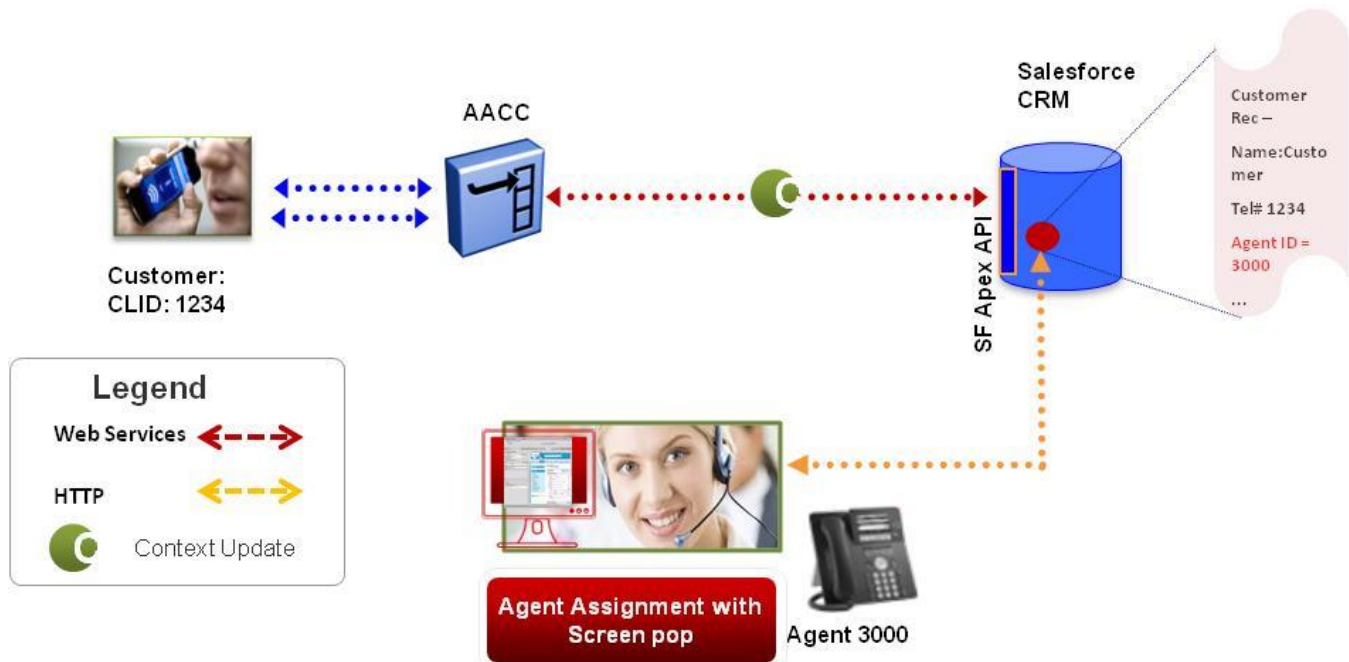 Salesforce
CRM
AACC
Customer
Rec –
Name:Custo
mer
Tel# 1234
Agent ID =
3000
...
SF Apex API
Customer:
CLID: 1234
Legend
Web Services
HTTP
Context Update
Agent Assignment with
Screen pop
Agent 3000